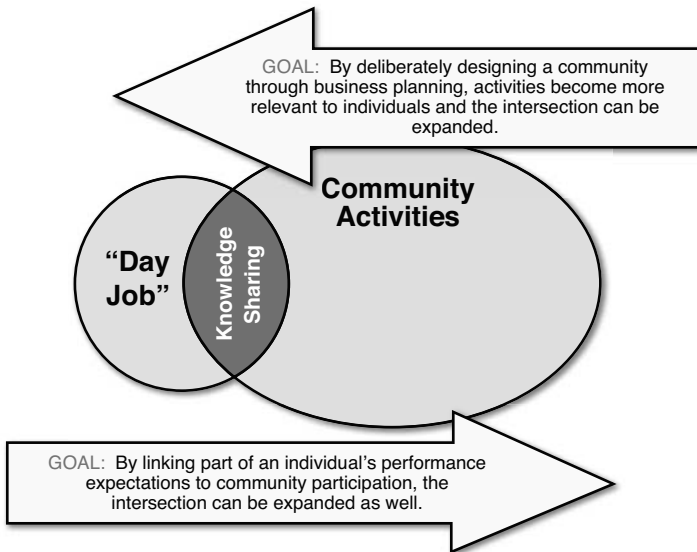 GOAL: By deliberately designing a community
through business planning, activities become more
relevant to individuals and the intersection can be
expanded.
Community
Activities
“Day
Job”
Knowledge
Sharing
GOAL: By linking part of an individual’s performance
expectations to community participation, the
intersection can be expanded as well.